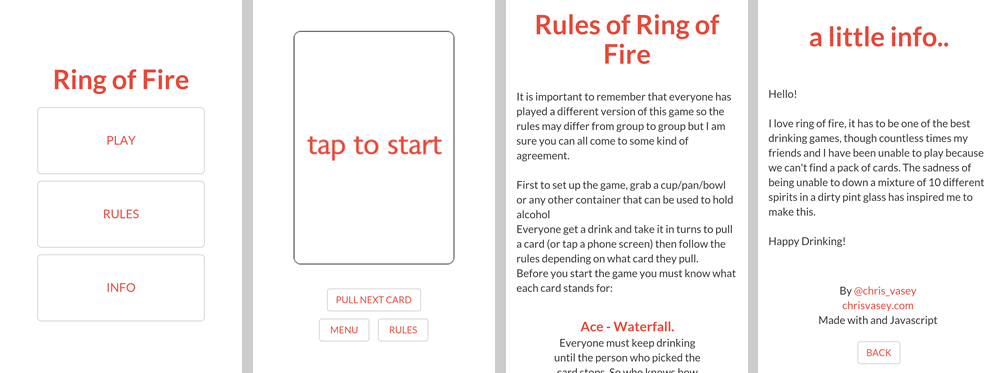 Ring of Fire
PLAY
RULES
INFO
tap to start
PULL NEXT CARD
MENU
RULES
Rules of Ring of
Fire
It is important to remember that everyone has
played a different version of this game so the
rules may differ from group to group but I am
sure you can all come to some kind of
agreement.
First to set up the game, grab a cup/pan/bowl
or any other container that can be used to hold
alcohol
Everyone get a drink and take it in turns to pull
a card (or tap a phone screen) then follow the
rules depending on what card they pull.
Before you start the game you must know what
each card stands for:
Ace - Waterfall.
Everyone must keep drinking
until the person who picked the
card stops. So who knows how
a little info..
Hello!
I love ring of fire, it has to be one of the best
drinking games, though countless times my
friends and I have been unable to play because
we can't find a pack of cards. The sadness of
being unable to down a mixture of 10 different
spirits in a dirty pint glass has inspired me to
make this.
Happy Drinking!
By @chris_vasey
chrisvasey.com
Made with and Javascript
BACK